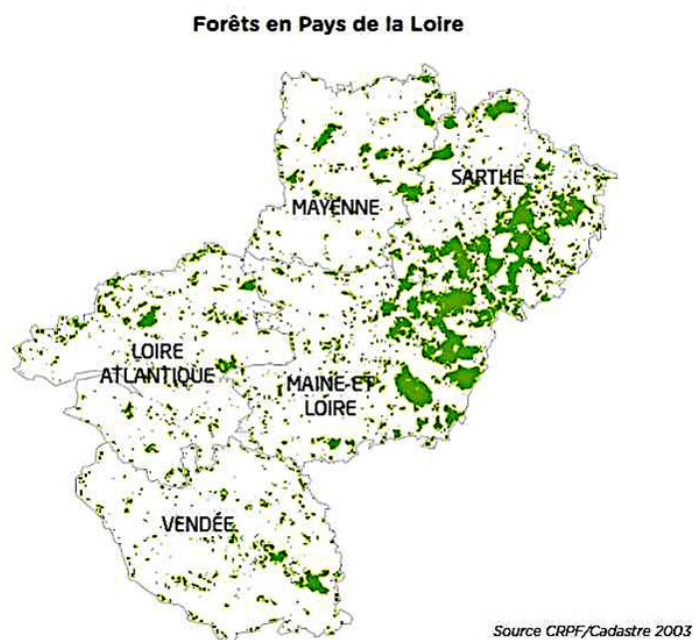 Forêts en Pays de la Loire
SARTHE
MAYENNE
LOIRE
ATLANTIQUE
MAINE-ET
LOIRE
VENDÉE
Source CRPF/Cadastre 2003